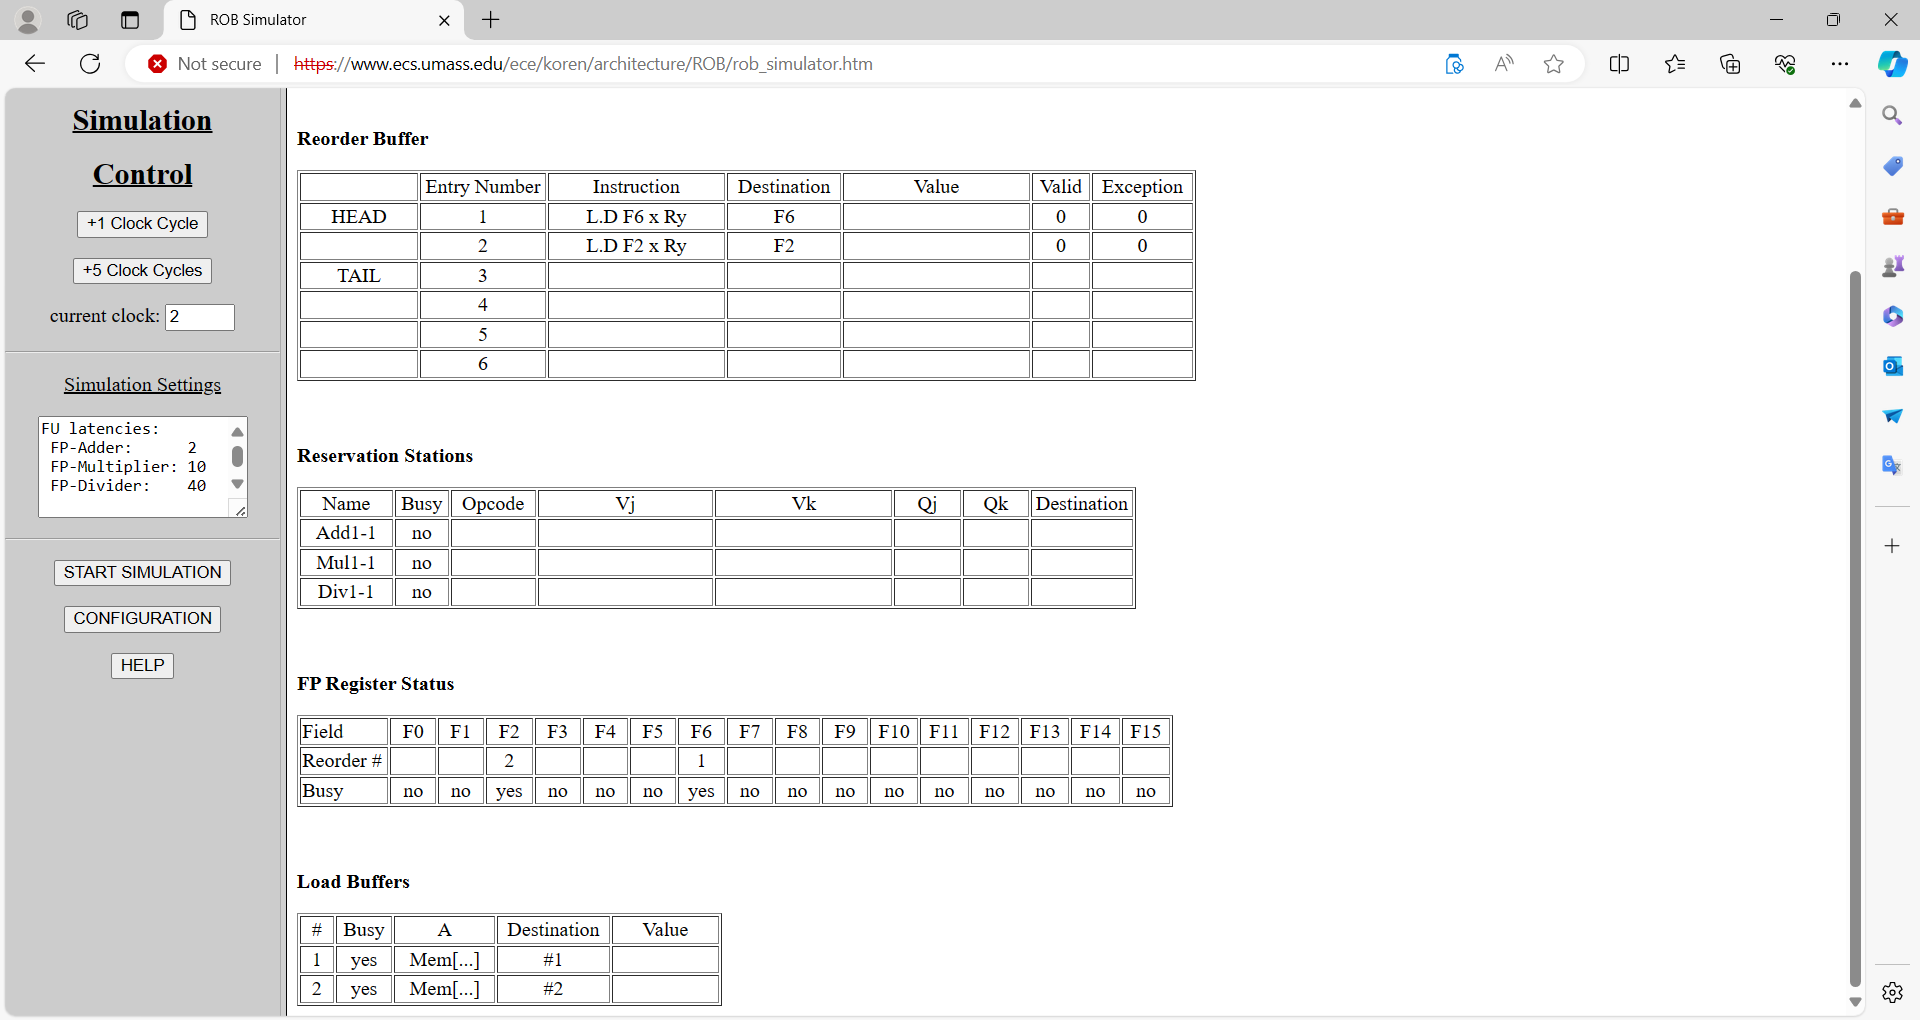 ROB Simulator
Not secure | https://www.ecs.umass.edu/ece/koren/architecture/ROB/rob_simulator.htm
Simulation
Control
+1 Clock Cycle
+5 Clock Cycles
current clock: 2
Simulation Settings
FU latencies:
FP-Adder: 2
FP-Multiplier: 10
FP-Divider: 40
START SIMULATION
CONFIGURATION
HELP
Reorder Buffer
Entry Number Instruction Destination Value Valid Exception
HEAD 1 L.D F6 x Ry F6 0 0
2 L.D F2 x Ry F2 0 0
TAIL 3
4
5
6
Reservation Stations
Name Busy Opcode Vj Vk Qj Qk Destination
Add1-1 no
Mul1-1 no
Div1-1 no
FP Register Status
Field F0 F1 F2 F3 F4 F5 F6 F7 F8 F9 F10 F11 F12 F13 F14 F15
Reorder # 2 1
Busy no no yes no no no yes no no no no no no no no no
Load Buffers
# Busy A Destination Value
1 yes Mem[...] #1
2 yes Mem[...] #2